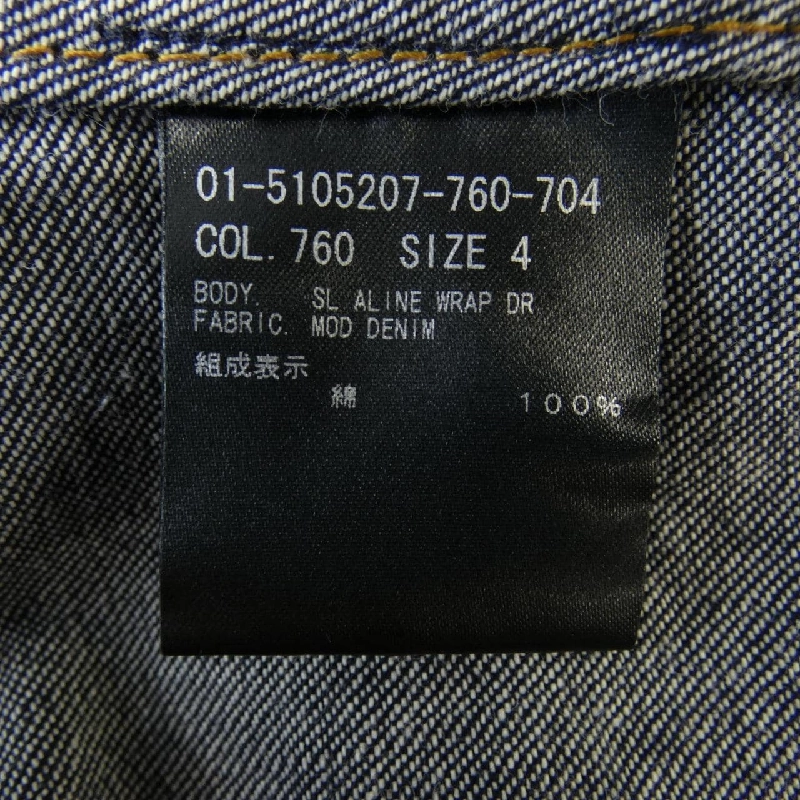 01-5105207-760-704
COL. 760 SIZE 4
BODY. SL ALINE WRAP DR
FABRIC. MOD DENIM
組成表示
綿 100%